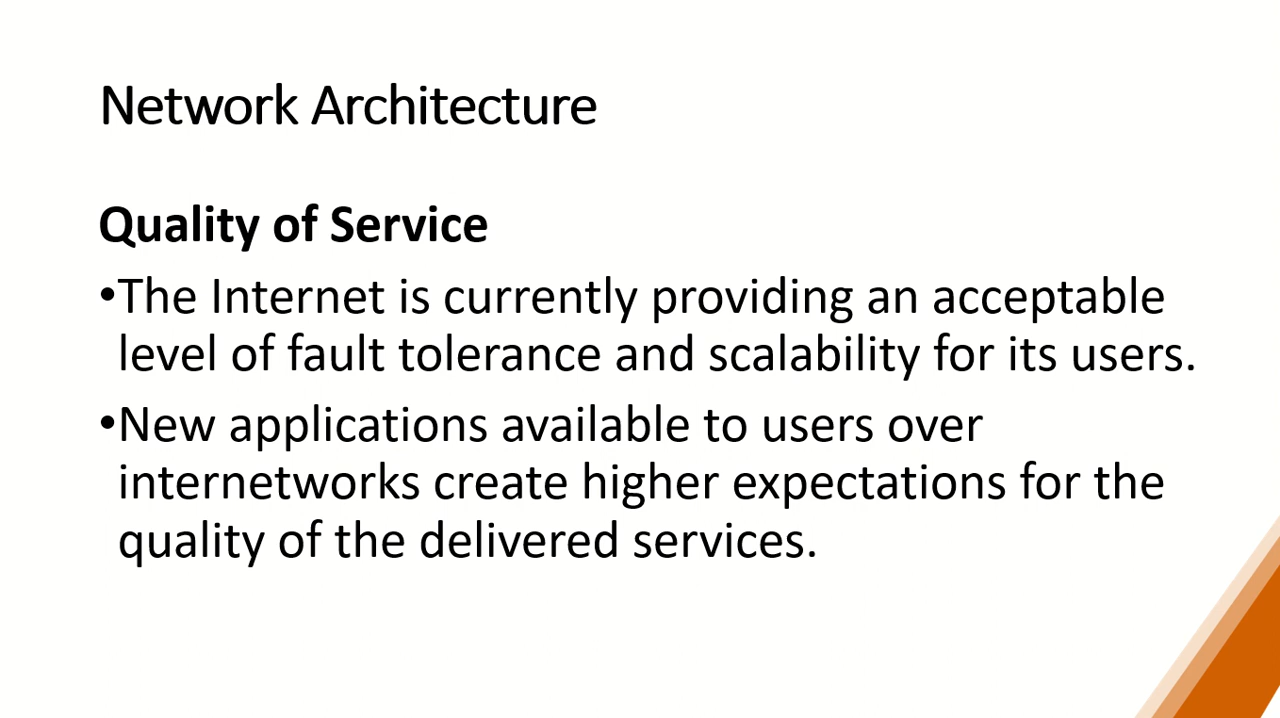 Network Architecture
Quality of Service
•The Internet is currently providing an acceptable
level of fault tolerance and scalability for its users.
•New applications available to users over
internetworks create higher expectations for the
quality of the delivered services.